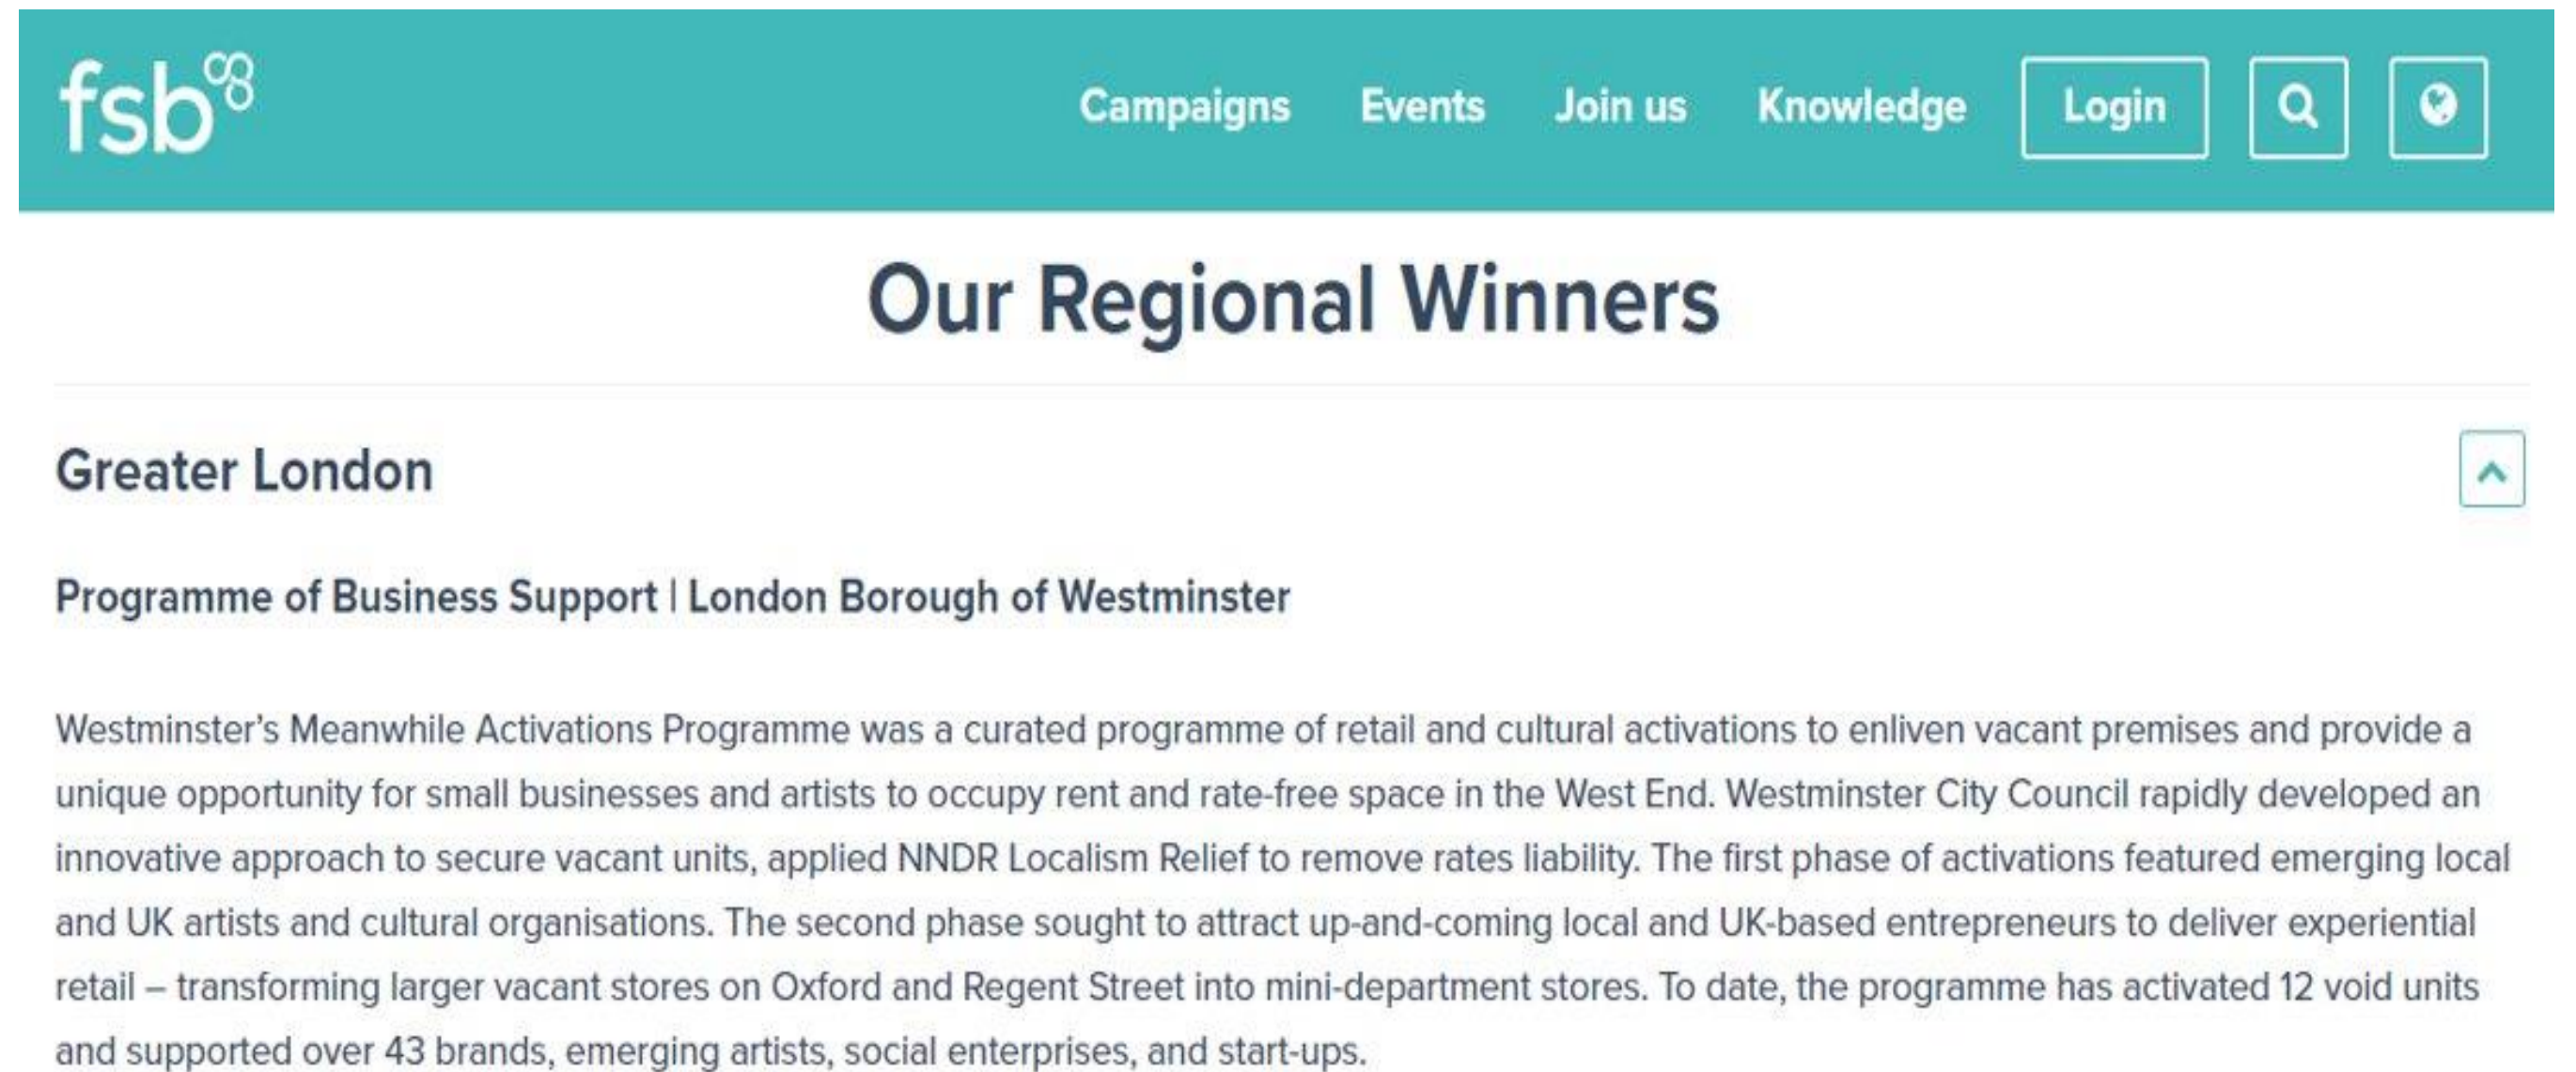 fsb
Campaigns Events Join us Knowledge Login
Our Regional Winners
Greater London
Programme of Business Support | London Borough of Westminster
Westminster's Meanwhile Activations Programme was a curated programme of retail and cultural activations to enliven vacant premises and provide a
unique opportunity for small businesses and artists to occupy rent and rate-free space in the West End. Westminster City Council rapidly developed an
innovative approach to secure vacant units, applied NNDR Localism Relief to remove rates liability. The first phase of activations featured emerging local
and UK artists and cultural organisations. The second phase sought to attract up-and-coming local and UK-based entrepreneurs to deliver experiential
retail – transforming larger vacant stores on Oxford and Regent Street into mini-department stores. To date, the programme has activated 12 void units
and supported over 43 brands, emerging artists, social enterprises, and start-ups.